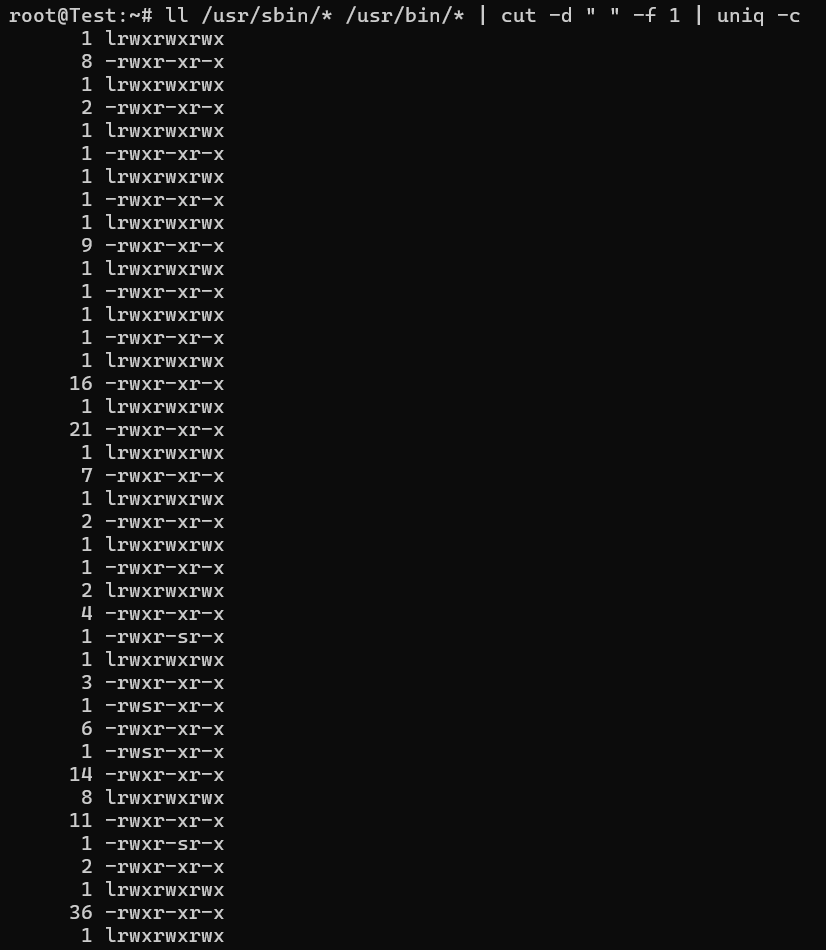 root@Test:~# ll /usr/sbin/* /usr/bin/* | cut -d " " -f 1 | uniq -c
      1 lrwxrwxrwx
      8 -rwxr-xr-x
      1 lrwxrwxrwx
      2 -rwxr-xr-x
      1 lrwxrwxrwx
      1 -rwxr-xr-x
      1 lrwxrwxrwx
      1 -rwxr-xr-x
      1 lrwxrwxrwx
      9 -rwxr-xr-x
      1 lrwxrwxrwx
      1 -rwxr-xr-x
      1 lrwxrwxrwx
      1 -rwxr-xr-x
      1 lrwxrwxrwx
     16 -rwxr-xr-x
      1 lrwxrwxrwx
     21 -rwxr-xr-x
      1 lrwxrwxrwx
      7 -rwxr-xr-x
      1 lrwxrwxrwx
      2 -rwxr-xr-x
      1 lrwxrwxrwx
      1 -rwxr-xr-x
      2 lrwxrwxrwx
      4 -rwxr-xr-x
      1 -rwxr-sr-x
      1 lrwxrwxrwx
      3 -rwxr-xr-x
      1 -rwsr-xr-x
      6 -rwxr-xr-x
      1 -rwsr-xr-x
     14 -rwxr-xr-x
      8 lrwxrwxrwx
     11 -rwxr-xr-x
      1 -rwxr-sr-x
      2 -rwxr-xr-x
      1 lrwxrwxrwx
     36 -rwxr-xr-x
      1 lrwxrwxrwx